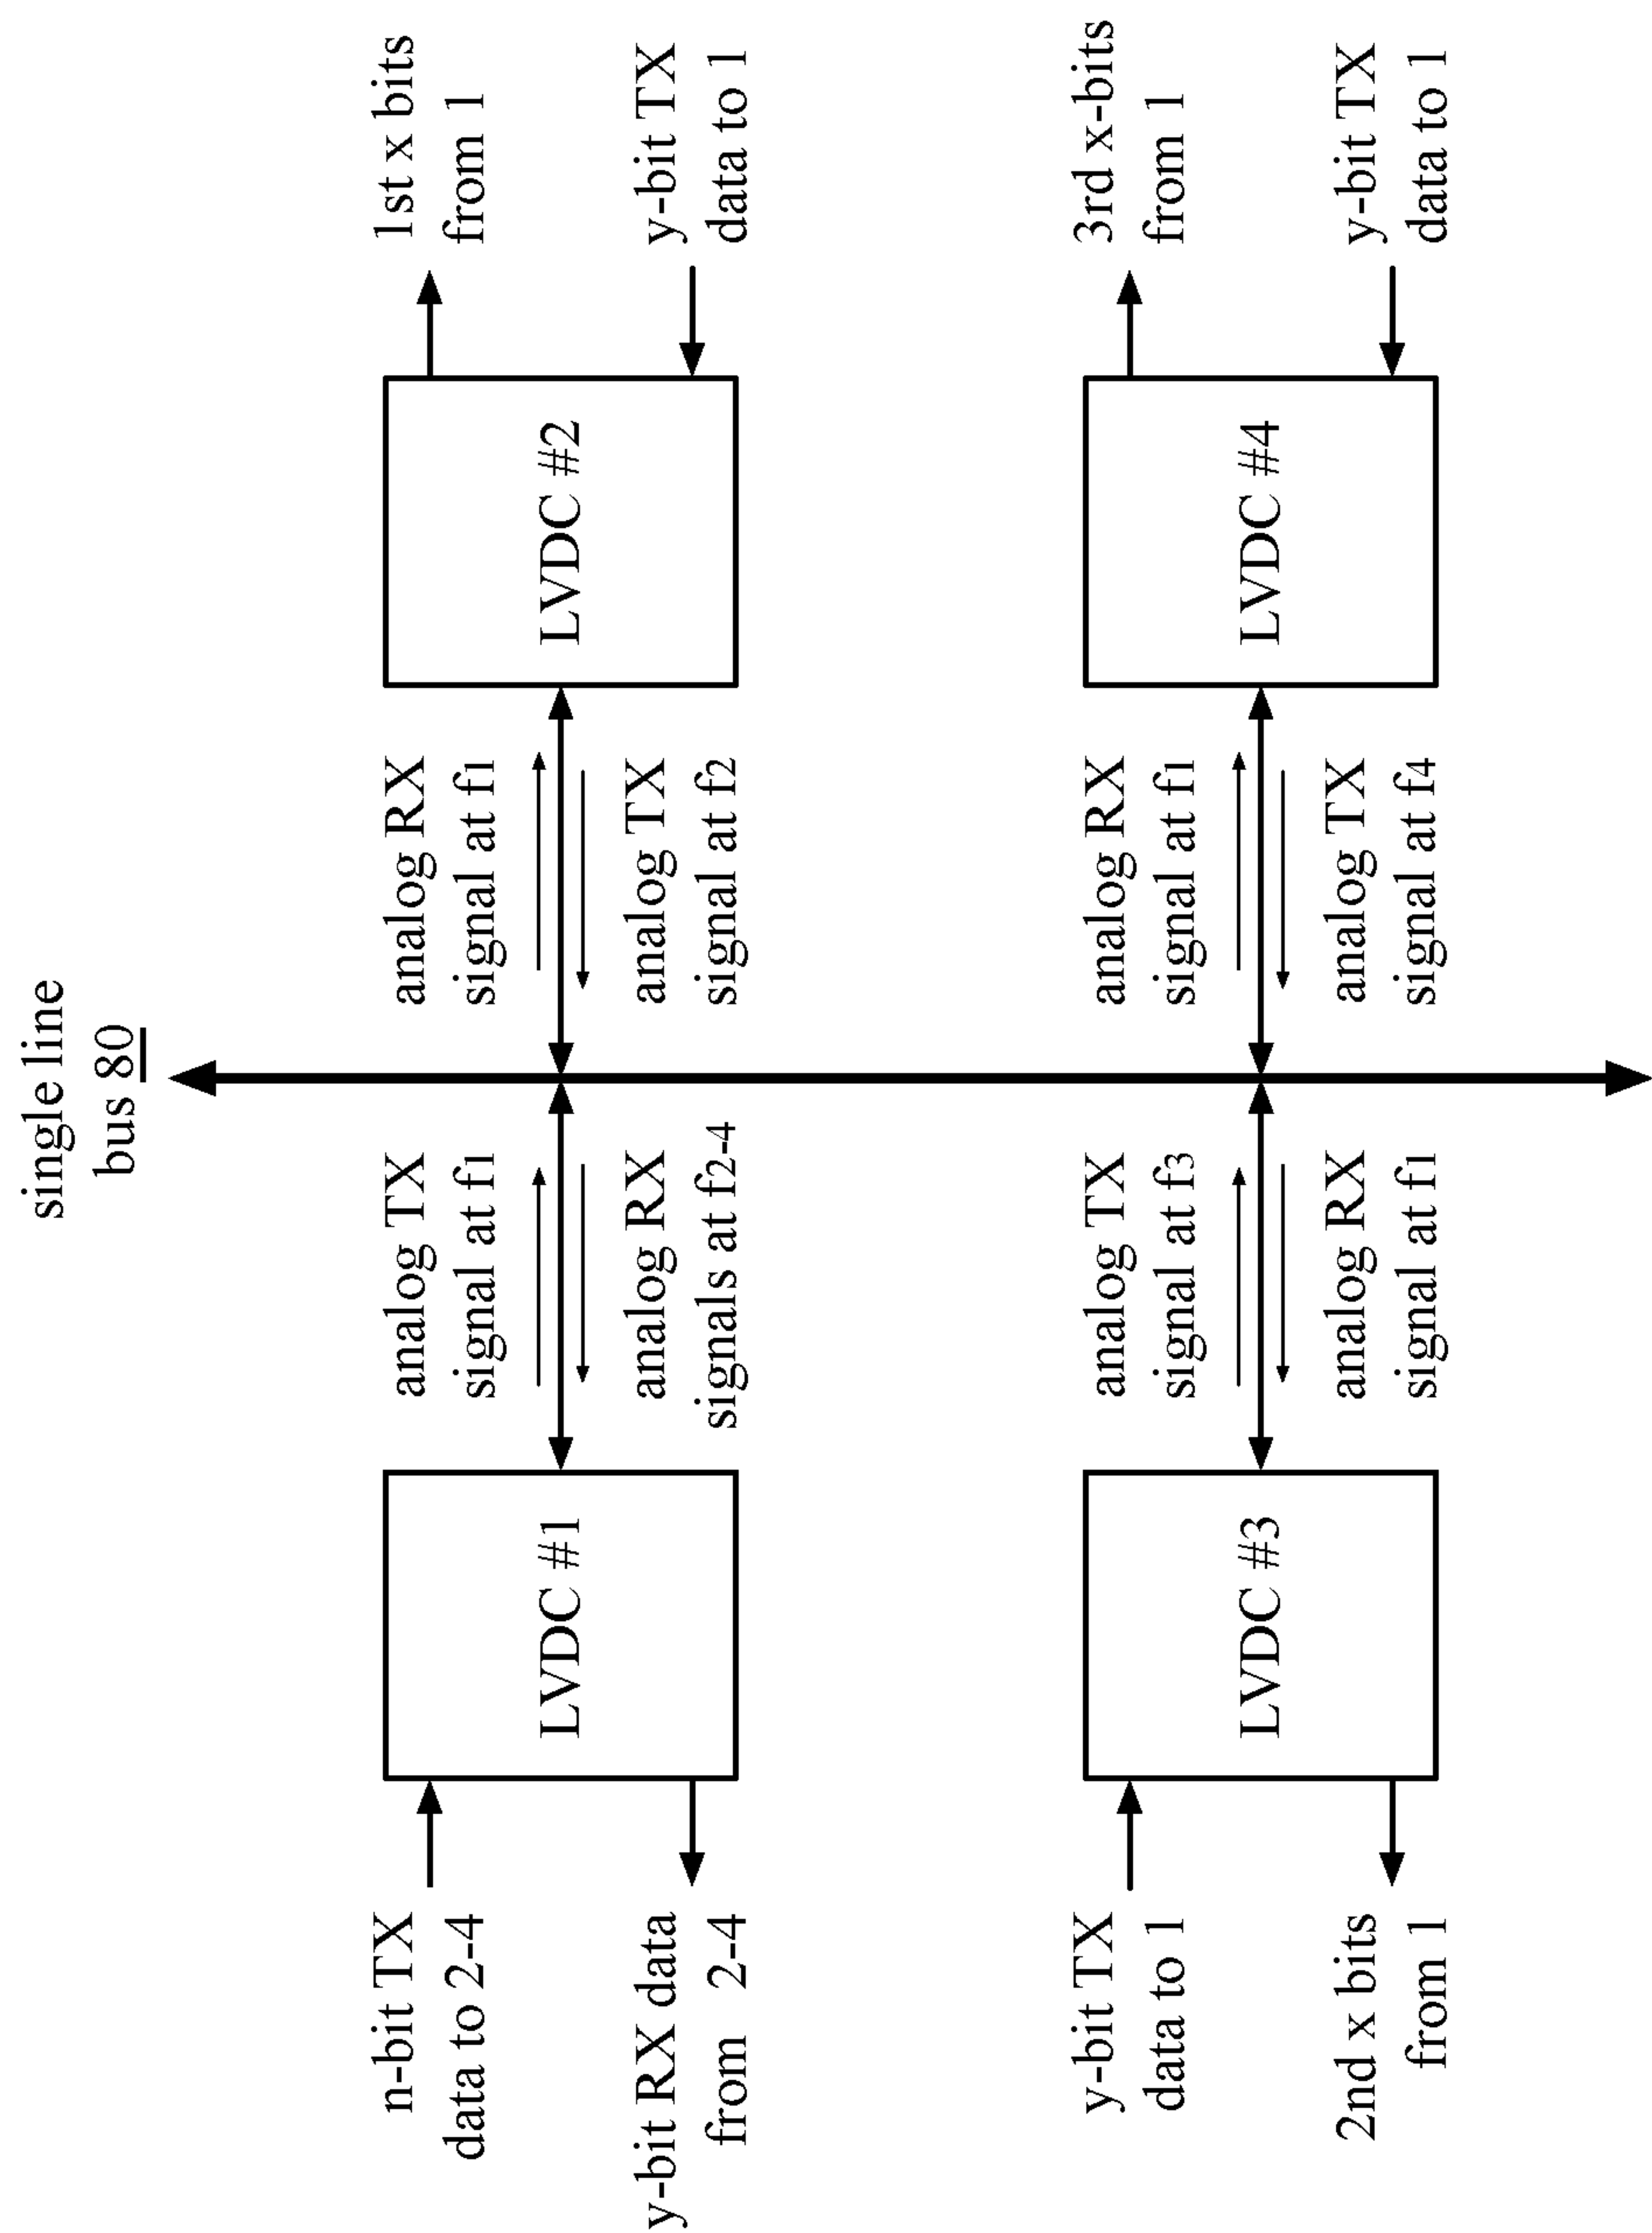 single line
bus 80
n-bit TX
data to 2-4
y-bit RX data
from 2-4
LVDC #1
analog TX
signal at f1
analog RX
signals at f2-4
analog RX
signal at f1
analog TX
signal at f2
LVDC #2
1st x bits
from 1
y-bit TX
data to 1
y-bit TX
data to 1
2nd x bits
from 1
LVDC #3
analog TX
signal at f3
analog RX
signal at f1
analog RX
signal at f1
analog TX
signal at f4
LVDC #4
3rd x-bits
from 1
y-bit TX
data to 1